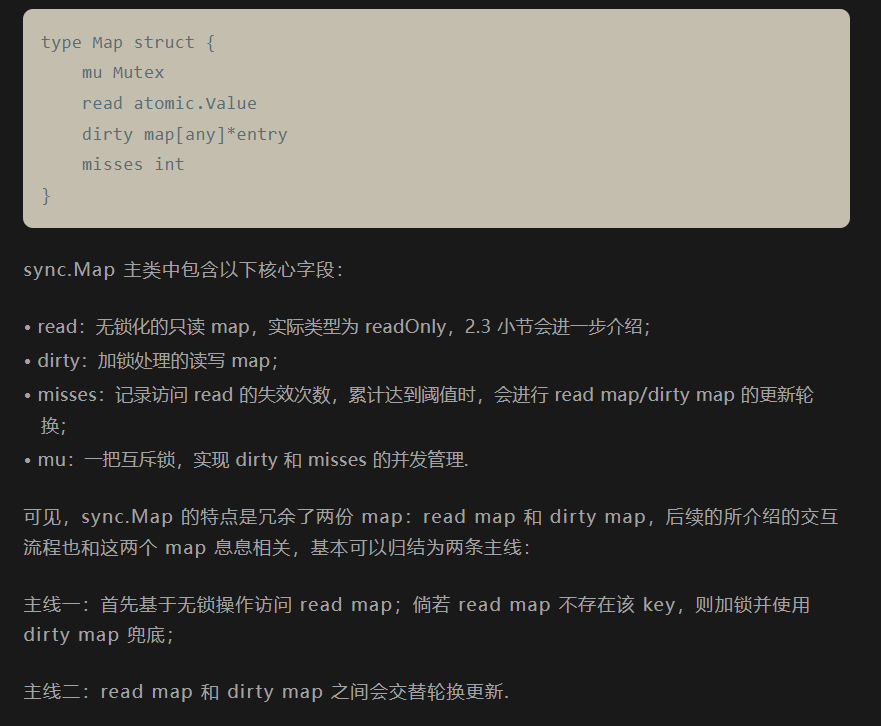 type Map struct {
    mu Mutex
    read atomic.Value
    dirty map[any]*entry
    misses int
}
sync.Map 主类中包含以下核心字段：
• read：无锁化的只读 map，实际类型为 readOnly，2.3 小节会进一步介绍；
• dirty：加锁处理的读写 map；
• misses：记录访问 read 的失效次数，累计达到阈值时，会进行 read map/dirty map 的更新轮
换；
• mu：一把互斥锁，实现 dirty 和 misses 的并发管理.
可见，sync.Map 的特点是冗余了两份 map：read map 和 dirty map，后续的所介绍的交互
流程也和这两个 map 息息相关，基本可以归结为两条主线：
主线一：首先基于无锁操作访问 read map；倘若 read map 不存在该 key，则加锁并使用
dirty map 兜底；
主线二：read map 和 dirty map 之间会交替轮换更新.